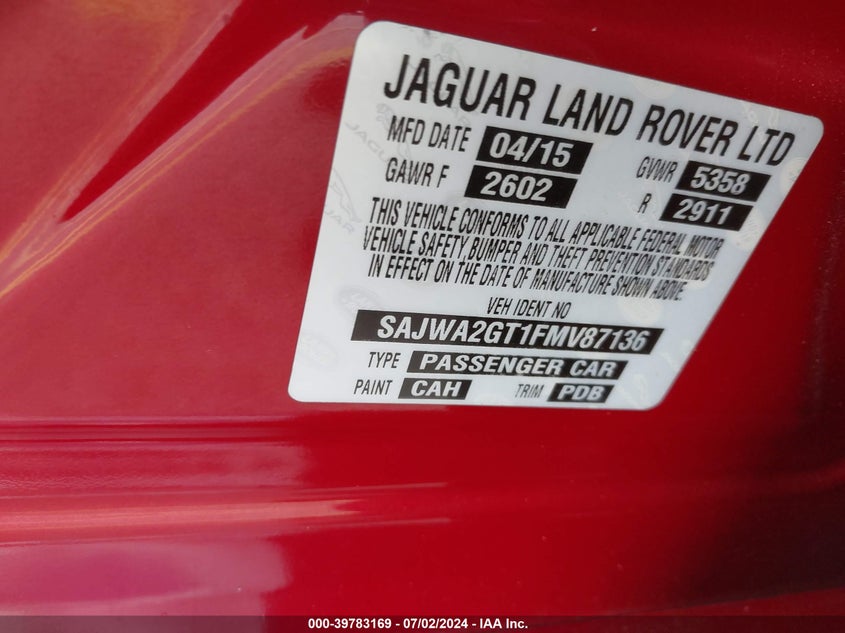 JAGUAR LAND ROVER LTD
MFD DATE 04/15 GVWR 5358
GAWR F 2602 R 2911
THIS VEHICLE CONFORMS TO ALL APPLICABLE FEDERAL MOTOR
VEHICLE SAFETY, BUMPER AND THEFT PREVENTION STANDARDS
IN EFFECT ON THE DATE OF MANUFACTURE SHOWN ABOVE.
VEH IDENT NO
SAJWA2GT1FMV87136
TYPE PASSENGER CAR
PAINT CAH TRIM PDB
JAGUAR
000-39783169 - 07/02/2024 - IAA Inc.